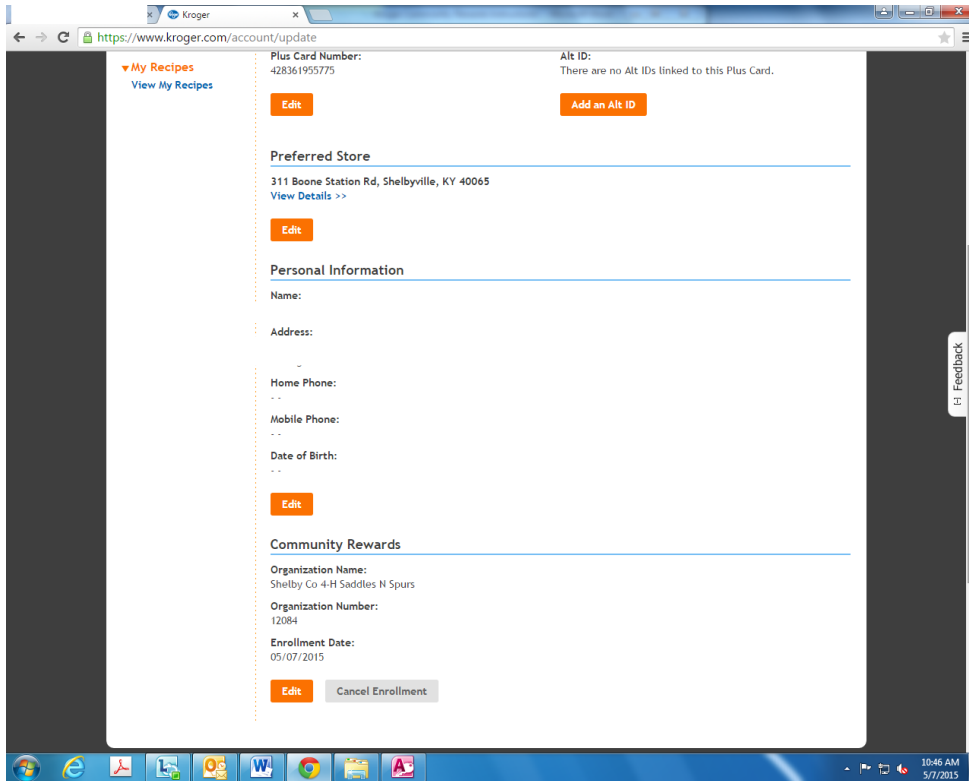 Kroger
https://www.kroger.com/account/update
My Recipes
View My Recipes
Plus Card Number:
428361955775
Edit
Alt ID:
There are no Alt IDs linked to this Plus Card.
Add an Alt ID
Preferred Store
311 Boone Station Rd, Shelbyville, KY 40065
View Details >>
Edit
Personal Information
Name:
Address:
Home Phone:
- -
Mobile Phone:
- -
Date of Birth:
- -
Edit
Community Rewards
Organization Name:
Shelby Co 4-H Saddles N Spurs
Organization Number:
12084
Enrollment Date:
05/07/2015
Edit
Cancel Enrollment
[-] Feedback
10:46 AM
5/7/2015